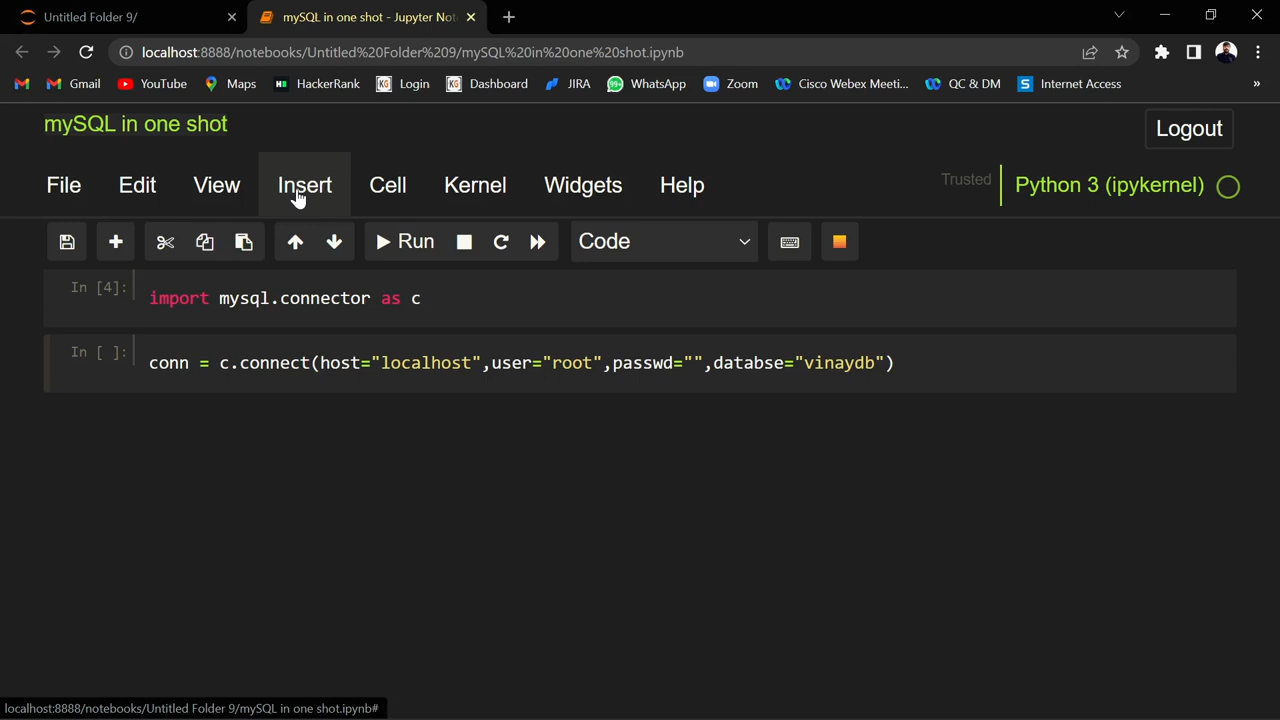 Untitled Folder 9/
mySQL in one shot - Jupyter Not
localhost:8888/notebooks/Untitled%20Folder%209/mySQL%20in%20one%20shot.ipynb
Gmail YouTube Maps HackerRank Login Dashboard JIRA 99+ WhatsApp Zoom Cisco Webex Meeti... QC & DM Internet Access »
mySQL in one shot
Logout
File Edit View Insert Cell Kernel Widgets Help
Trusted Python 3 (ipykernel)
Run Code
In [4]: import mysql.connector as c
In [ ]: conn = c.connect(host="localhost",user="root",passwd="",databse="vinaydb")
localhost:8888/notebooks/Untitled Folder 9/mySQL in one shot.ipynb#